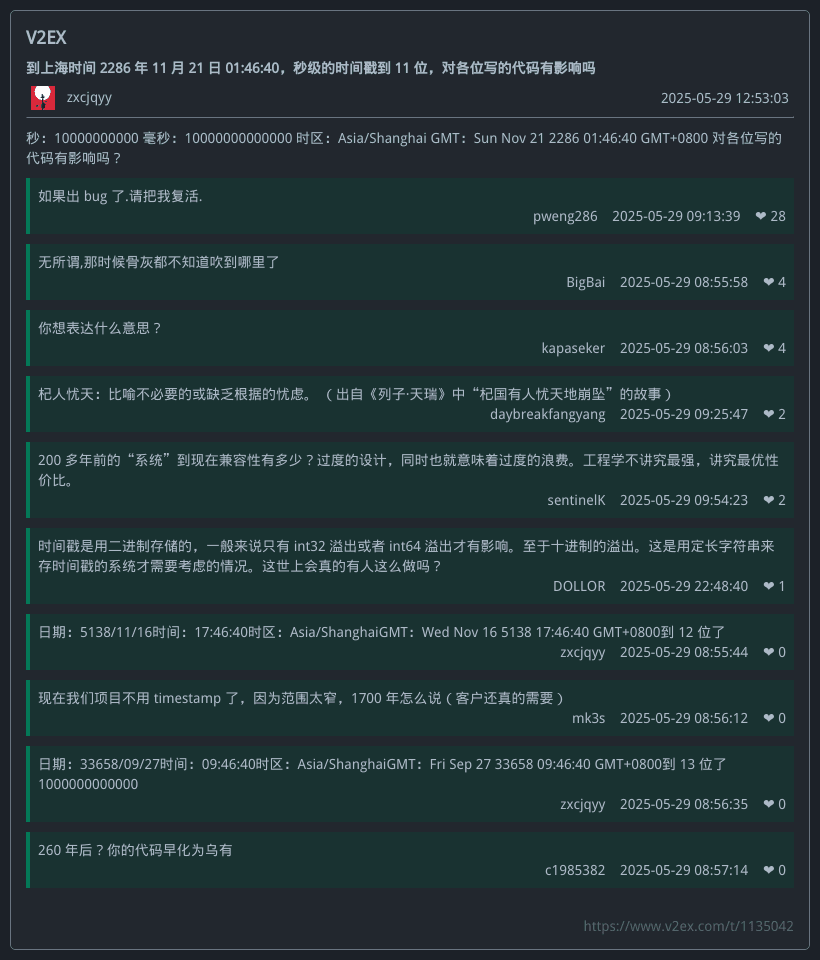 V2EX
到上海时间 2286 年 11 月 21 日 01:46:40，秒级的时间戳到 11 位，对各位写的代码有影响吗
zxcjqyy 2025-05-29 12:53:03
秒：10000000000 毫秒：10000000000000 时区：Asia/Shanghai GMT：Sun Nov 21 2286 01:46:40 GMT+0800 对各位写的
代码有影响吗？
如果出 bug 了.请把我复活.
pweng286 2025-05-29 09:13:39 ❤ 28
无所谓,那时候骨灰都不知道吹到哪里了
BigBai 2025-05-29 08:55:58 ❤ 4
你想表达什么意思？
kapaseker 2025-05-29 08:56:03 ❤ 4
杞人忧天：比喻不必要的或缺乏根据的忧虑。（出自《列子·天瑞》中“杞国有人忧天地崩坠”的故事）
daybreakfangyang 2025-05-29 09:25:47 ❤ 2
200 多年前的“系统”到现在兼容性有多少？过度的设计，同时也就意味着过度的浪费。工程学不讲究最强，讲究最优性
价比。
sentinelK 2025-05-29 09:54:23 ❤ 2
时间戳是用二进制存储的，一般来说只有 int32 溢出或者 int64 溢出才有影响。至于十进制的溢出。这是用定长字符串来
存时间戳的系统才需要考虑的情况。这世上会真的有人这么做吗？
DOLLOR 2025-05-29 22:48:40 ❤ 1
日期：5138/11/16时间：17:46:40时区：Asia/ShanghaiGMT：Wed Nov 16 5138 17:46:40 GMT+0800到 12 位了
zxcjqyy 2025-05-29 08:55:44 ❤ 0
现在我们项目不用 timestamp 了，因为范围太窄，1700 年怎么说（客户还真的需要）
mk3s 2025-05-29 08:56:12 ❤ 0
日期：33658/09/27时间：09:46:40时区：Asia/ShanghaiGMT：Fri Sep 27 33658 09:46:40 GMT+0800到 13 位了
1000000000000
zxcjqyy 2025-05-29 08:56:35 ❤ 0
260 年后？你的代码早化为乌有
c1985382 2025-05-29 08:57:14 ❤ 0
https://www.v2ex.com/t/1135042